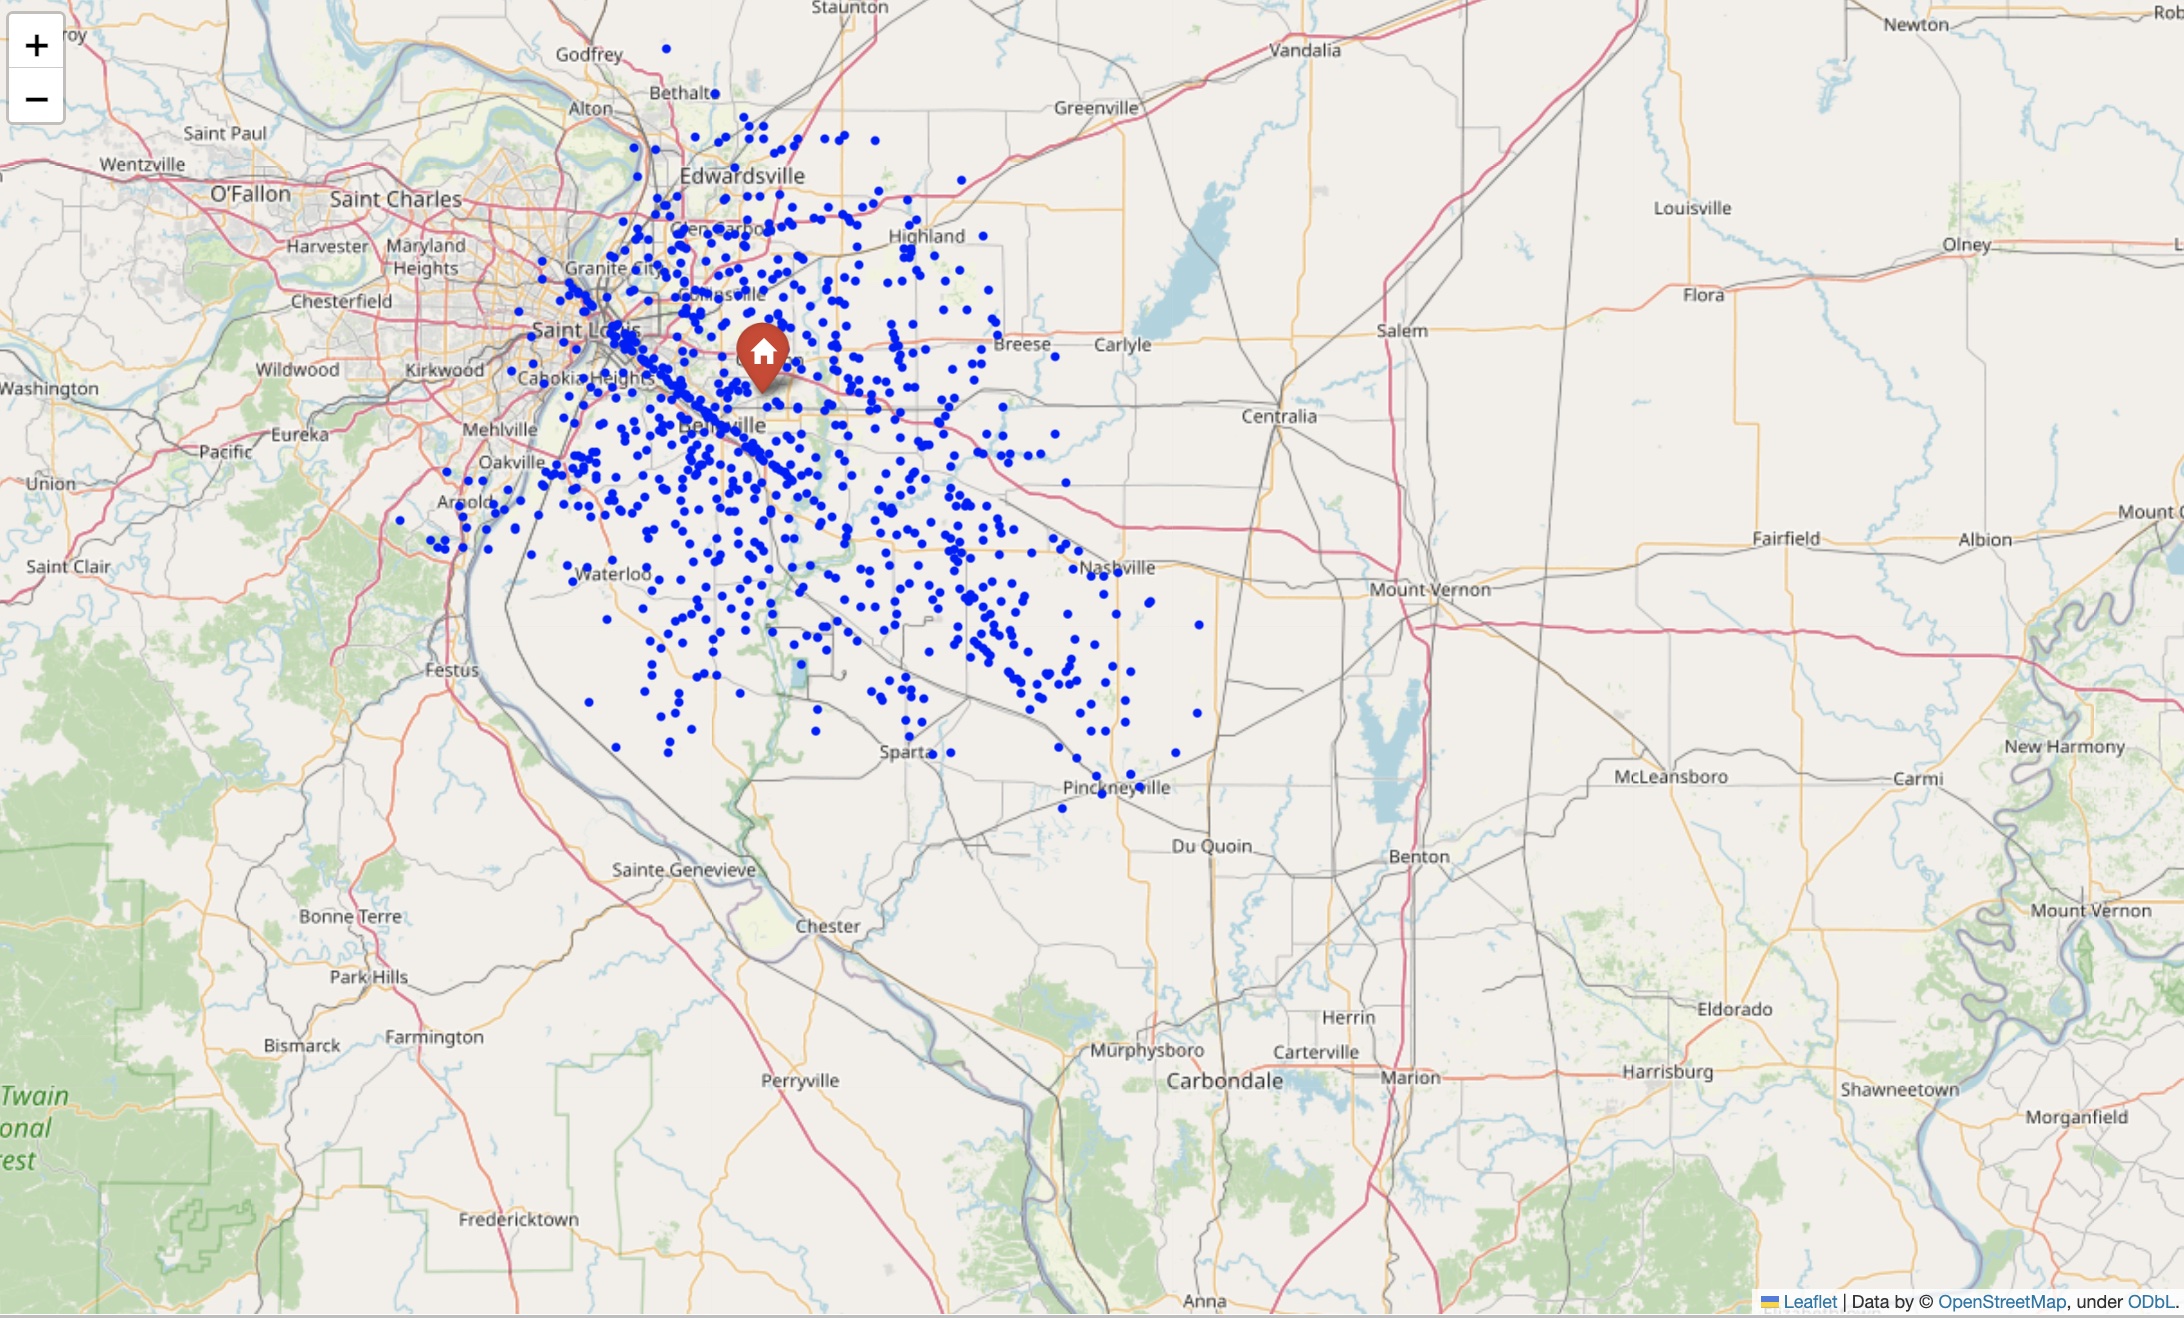 +
−
Staunton
Newton
Rob
roy
Godfrey
Vandalia
Bethalto
Alton
Greenville
Saint Paul
Wentzville
Edwardsville
O'Fallon
Saint Charles
Louisville
Glen Carbon
Highland
Harvester
Maryland
Heights
Olney
Granite City
Chesterfield
Collinsville
Flora
Saint Louis
Salem
Breese
Carlyle
Wildwood
Kirkwood
Cahokia Heights
Washington
Centralia
Belleville
Mehlville
Eureka
Pacific
Oakville
Union
Arnold
Mount C
Fairfield
Albion
Saint Clair
Waterloo
Nashville
Mount Vernon
Festus
New Harmony
Sparta
McLeansboro
Carmi
Pinckneyville
Du Quoin
Benton
Sainte Genevieve
Bonne Terre
Mount Vernon
Chester
Park Hills
Eldorado
Herrin
Bismarck
Farmington
Murphysboro
Carterville
Carbondale
Marion
Harrisburg
Perryville
Shawneetown
Twain
onal
rest
Morganfield
Fredericktown
Anna
Leaflet | Data by © OpenStreetMap, under ODbL.